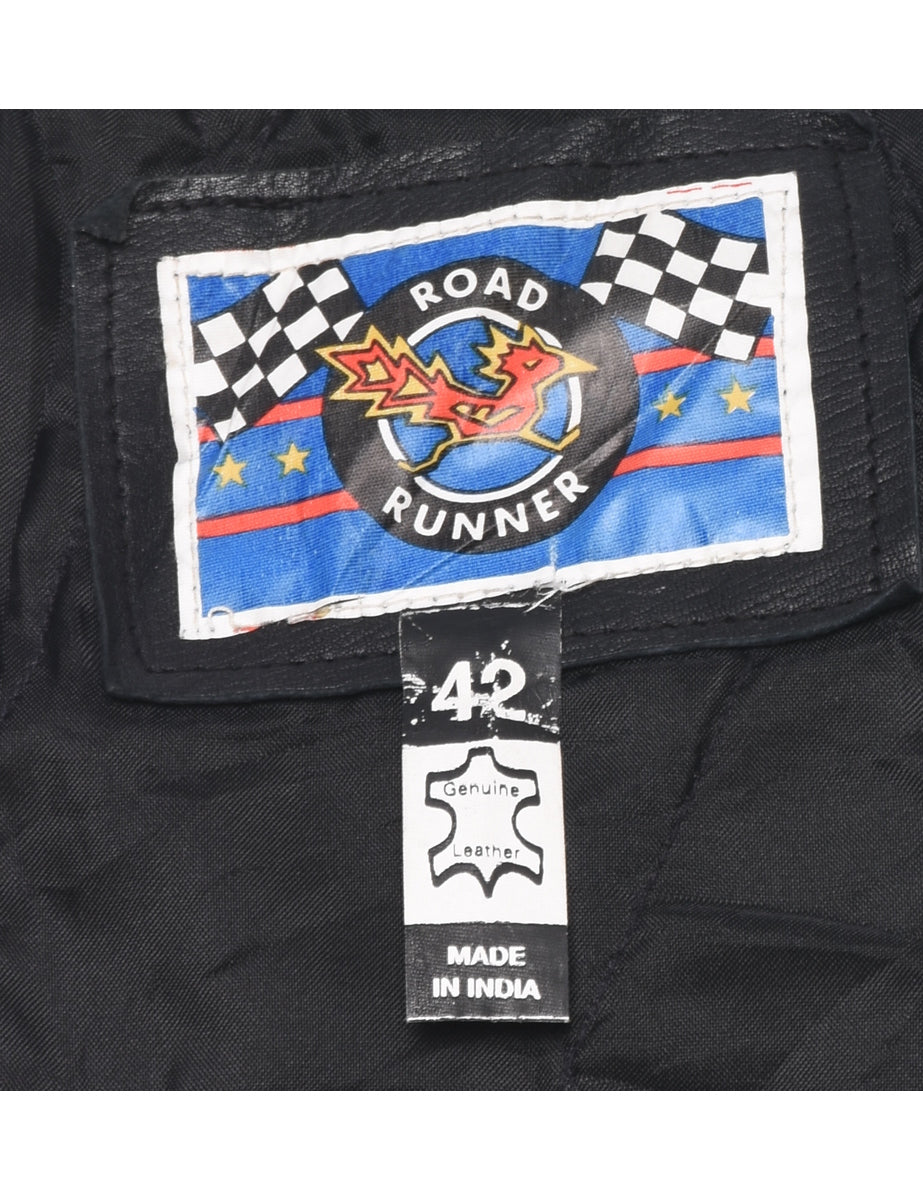 ROAD
RUNNER
42
Genuine
Leather
MADE
IN INDIA